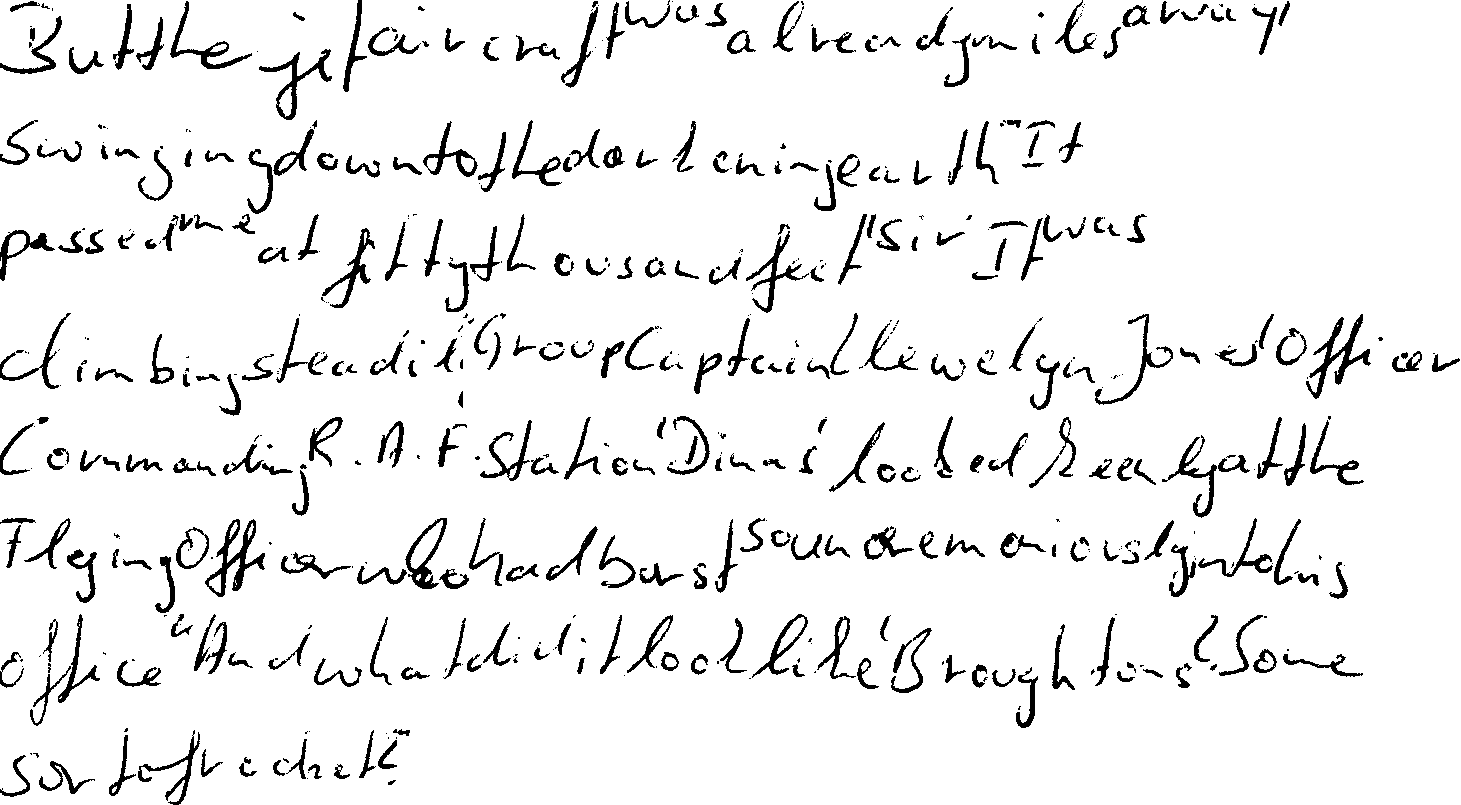 But the jet aircraft was already miles away,
swinging down to the darkening earth. "It
passed me at fifty thousand feet, sir. It was
climbing steadily." Group Captain Llewelyn Jones, Officer
Commanding R.A.F. Station, Dinas, looked keenly at the
Flying Officer who had burst so unceremoniously into his
office. "And what did it look like, Broughton? Some
sort of rocket?